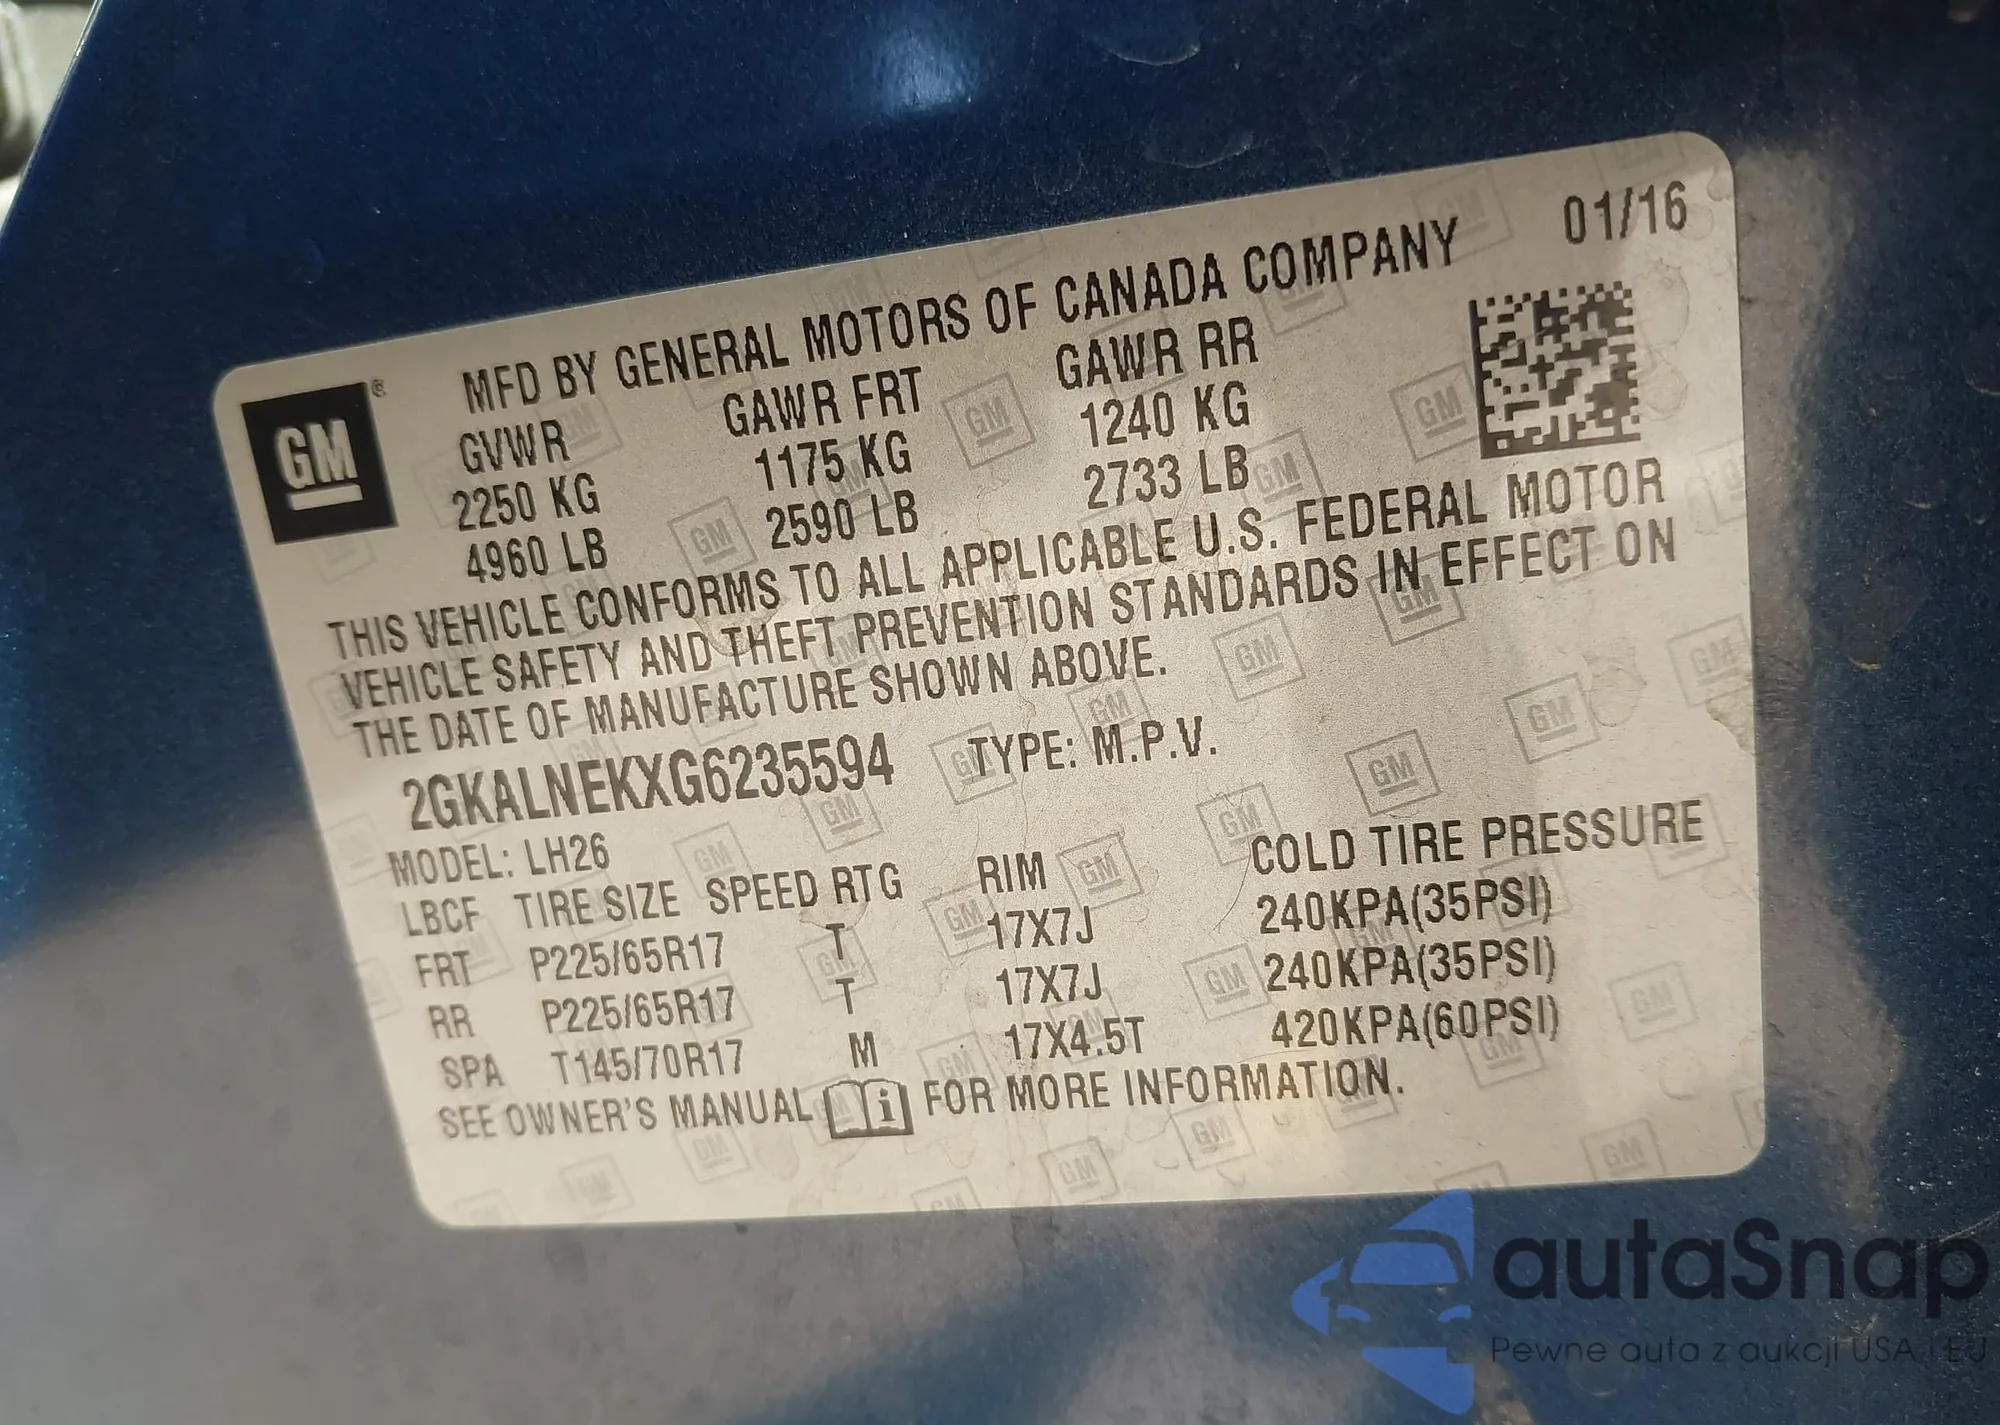 01/16
MFD BY GENERAL MOTORS OF CANADA COMPANY
GM ®
GVWR GAWR FRT GAWR RR
2250 KG 1175 KG 1240 KG
4960 LB 2590 LB 2733 LB
THIS VEHICLE CONFORMS TO ALL APPLICABLE U.S. FEDERAL MOTOR
VEHICLE SAFETY AND THEFT PREVENTION STANDARDS IN EFFECT ON
THE DATE OF MANUFACTURE SHOWN ABOVE.
2GKALNEKXG6235594 TYPE: M.P.V.
MODEL: LH26
LBCF TIRE SIZE SPEED RTG RIM COLD TIRE PRESSURE
FRT P225/65R17 T 17X7J 240KPA(35PSI)
RR P225/65R17 T 17X7J 240KPA(35PSI)
SPA T145/70R17 M 17X4.5T 420KPA(60PSI)
SEE OWNER'S MANUAL i FOR MORE INFORMATION.
autaSnap
Pewne auta z aukcji USA i EU